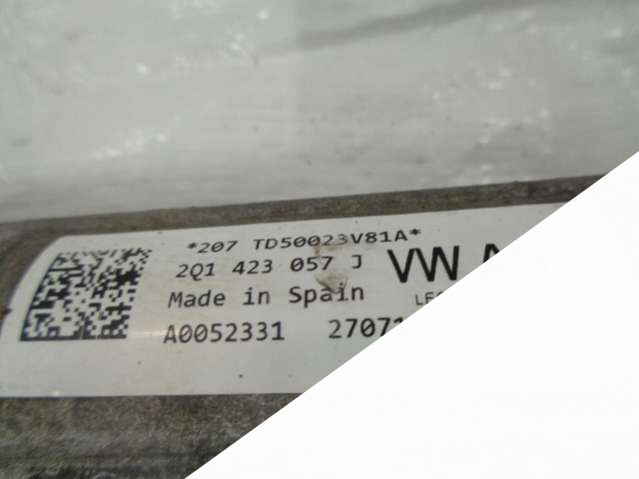 *207 TD50023V81A*
2Q1 423 057 J VW
Made in Spain
A0052331